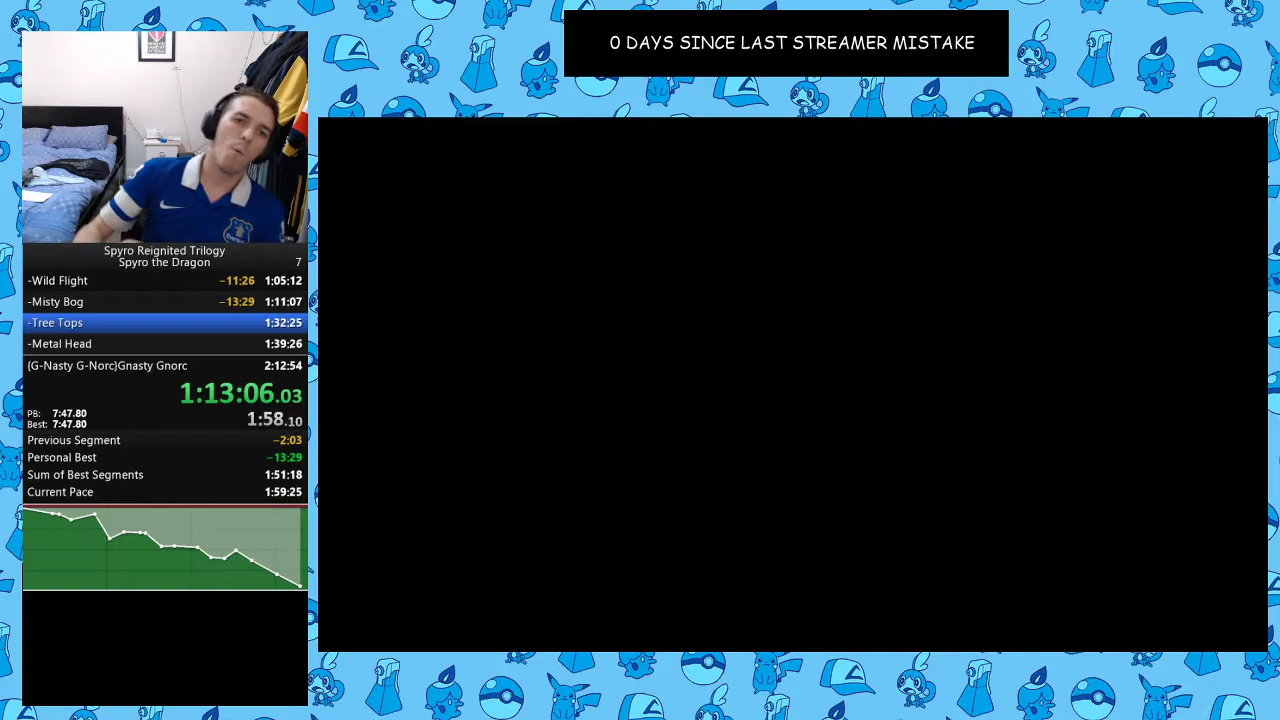 0 DAYS SINCE LAST STREAMER MISTAKE
Spyro Reignited Trilogy
Spyro the Dragon 7
-Wild Flight −11:26 1:05:12
-Misty Bog −13:29 1:11:07
-Tree Tops 1:32:25
-Metal Head 1:39:26
{G-Nasty G-Norc}Gnasty Gnorc 2:12:54
1:13:06.03
PB: 7:47.80
Best: 7:47.80
1:58.10
Previous Segment −2:03
Personal Best −13:29
Sum of Best Segments 1:51:18
Current Pace 1:59:25